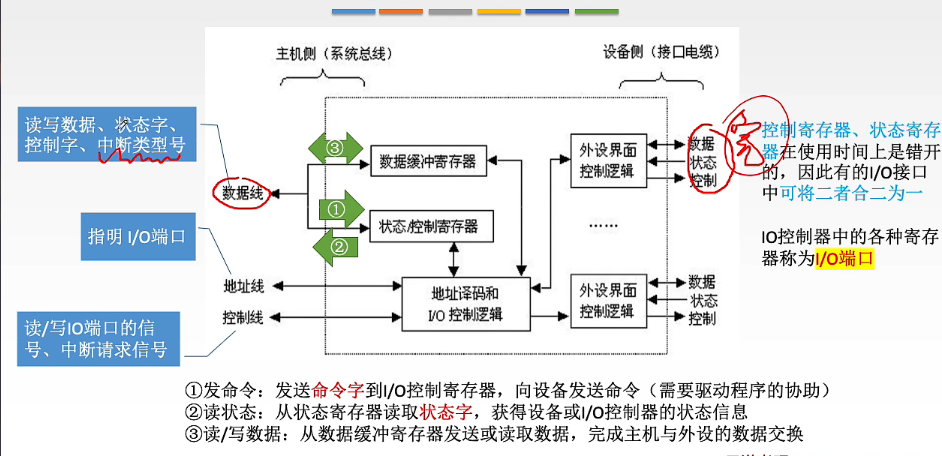 主机侧（系统总线）
设备侧（接口电缆）
读写数据、状态字、
控制字、中断类型号
数据线
③
数据缓冲寄存器
①
状态/控制寄存器
②
外设界面
控制逻辑
数据
状态
控制
控制寄存器、状态寄存
器在使用时间上是错开
的，因此有的I/O接口
中可将二者合二为一
指明 I/O端口
……
IO控制器中的各种寄存
器称为I/O端口
地址线
控制线
地址译码和
I/O 控制逻辑
外设界面
控制逻辑
数据
状态
控制
读/写IO端口的信
号、中断请求信号
①发命令：发送命令字到I/O控制寄存器，向设备发送命令（需要驱动程序的协助）
②读状态：从状态寄存器读取状态字，获得设备或I/O控制器的状态信息
③读/写数据：从数据缓冲寄存器发送或读取数据，完成主机与外设的数据交换